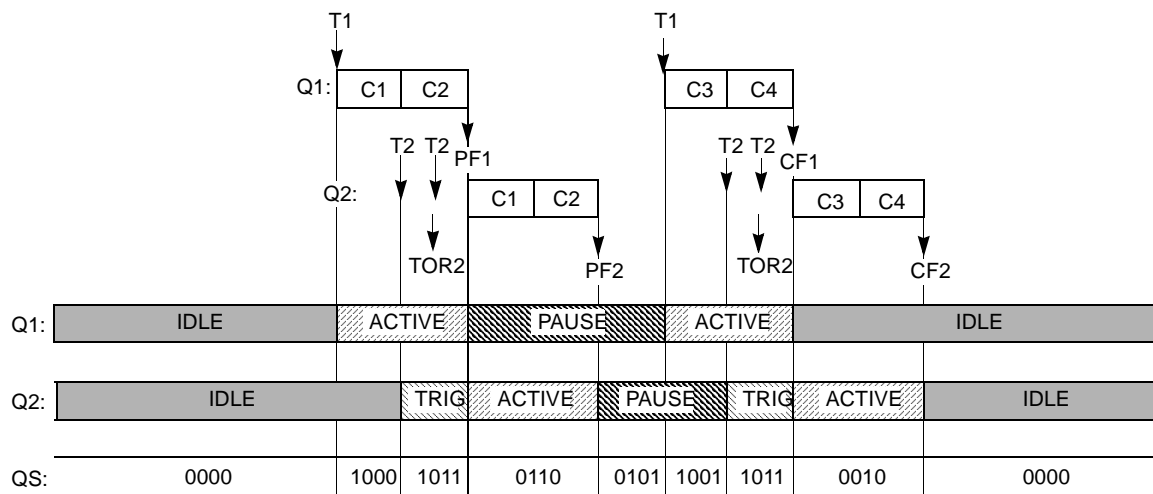 T1 T1
Q1: C1 C2 C3 C4
T2 T2 PF1 T2 T2 CF1
Q2: C1 C2 C3 C4
TOR2 PF2 TOR2 CF2
Q1: IDLE ACTIVE PAUSE ACTIVE IDLE
Q2: IDLE TRIG ACTIVE PAUSE TRIG ACTIVE IDLE
QS: 0000 1000 1011 0110 0101 1001 1011 0010 0000